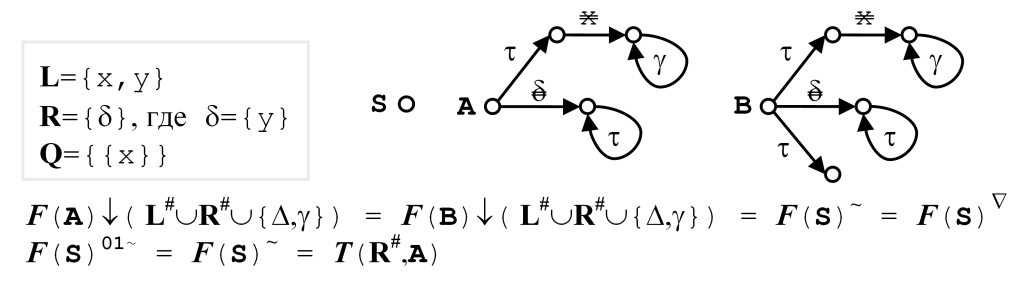 L={x,y}
R={δ}, где δ={y}
Q={{x}}
S
A
τ
x̶
γ
δ̶
τ
B
τ
x̶
γ
δ̶
τ
τ
F(A)↓(L^#∪R^#∪{Δ,γ}) = F(B)↓(L^#∪R^#∪{Δ,γ}) = F(S)^~ = F(S)^∇
F(S)^01~ = F(S)^~ = T(R^#,A)